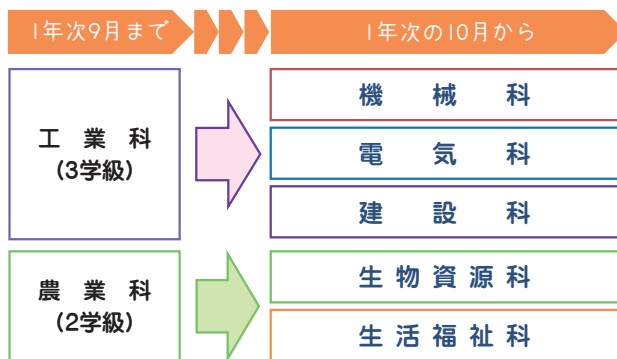 1年次9月まで
1年次の10月から
工業科
(3学級)
機械科
電気科
建設科
農業科
(2学級)
生物資源科
生活福祉科